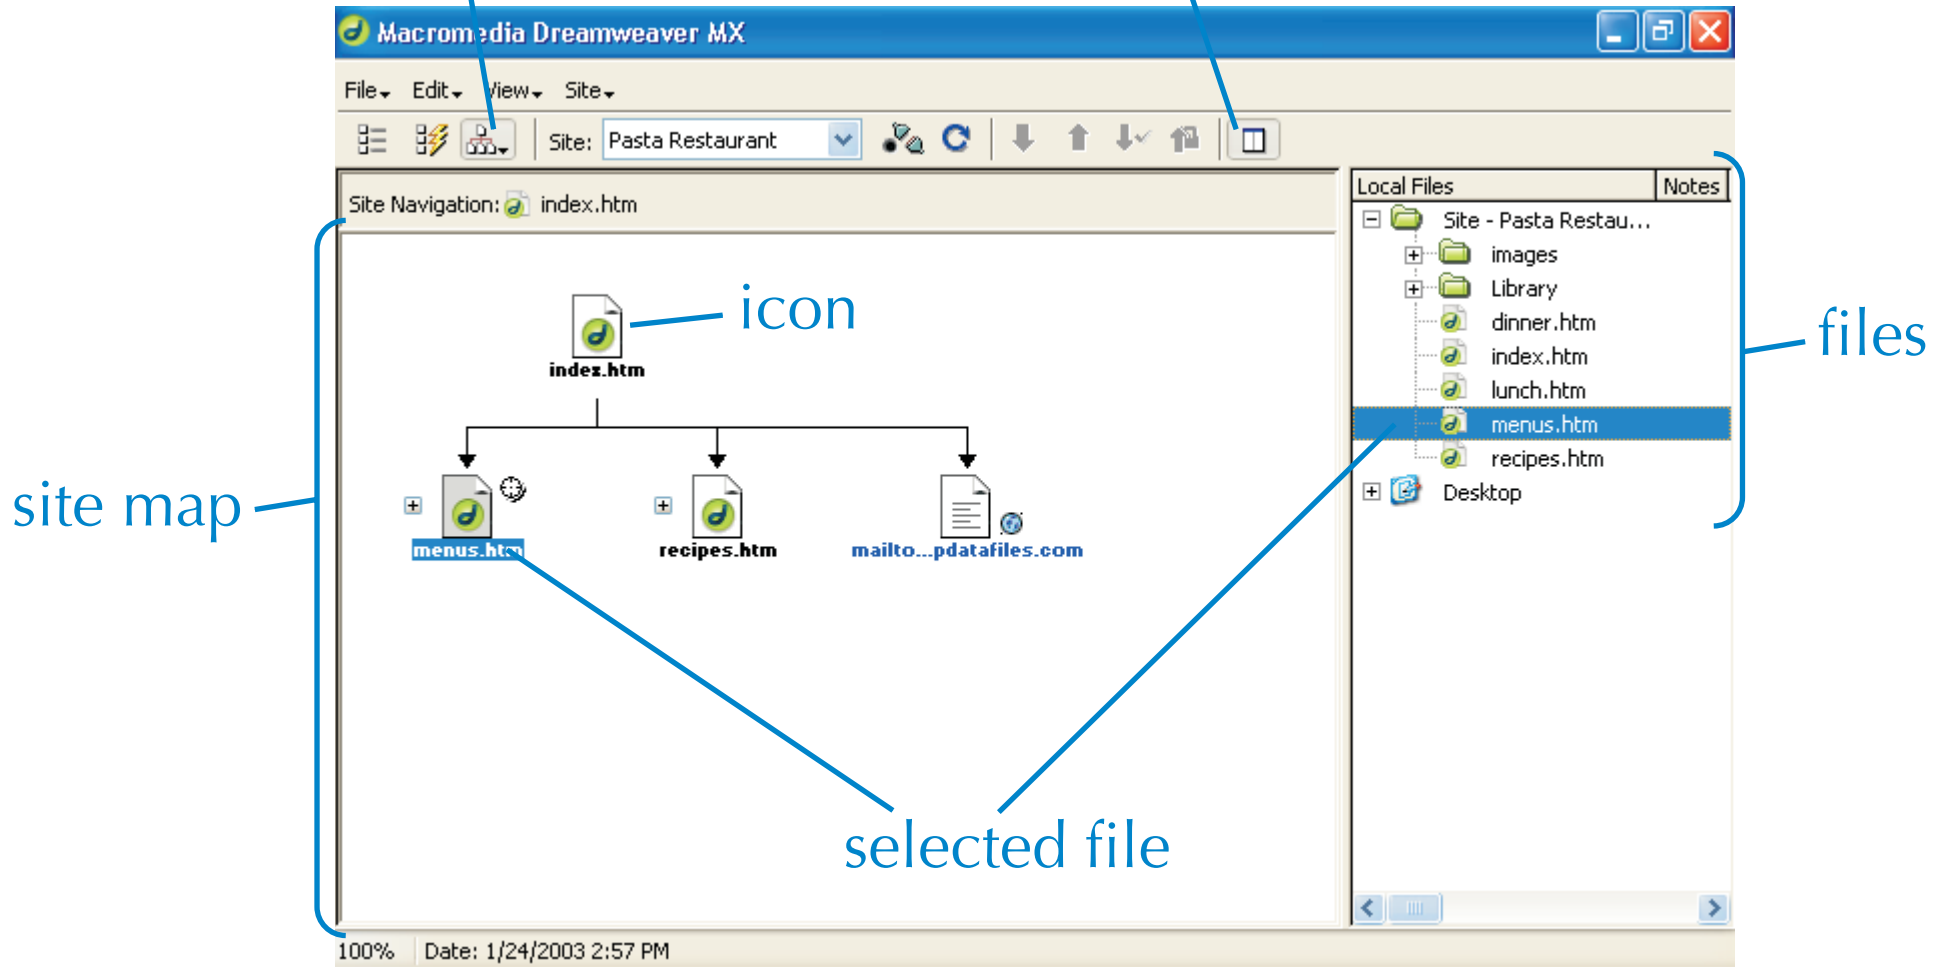 Macromedia Dreamweaver MX
File Edit View Site
Site: Pasta Restaurant
Site Navigation: index.htm
Local Files Notes
Site - Pasta Restau...
images
Library
dinner.htm
index.htm
lunch.htm
menus.htm
recipes.htm
Desktop
files
icon
index.htm
site map
menus.htm
recipes.htm
mailto...pdatafiles.com
selected file
100% Date: 1/24/2003 2:57 PM